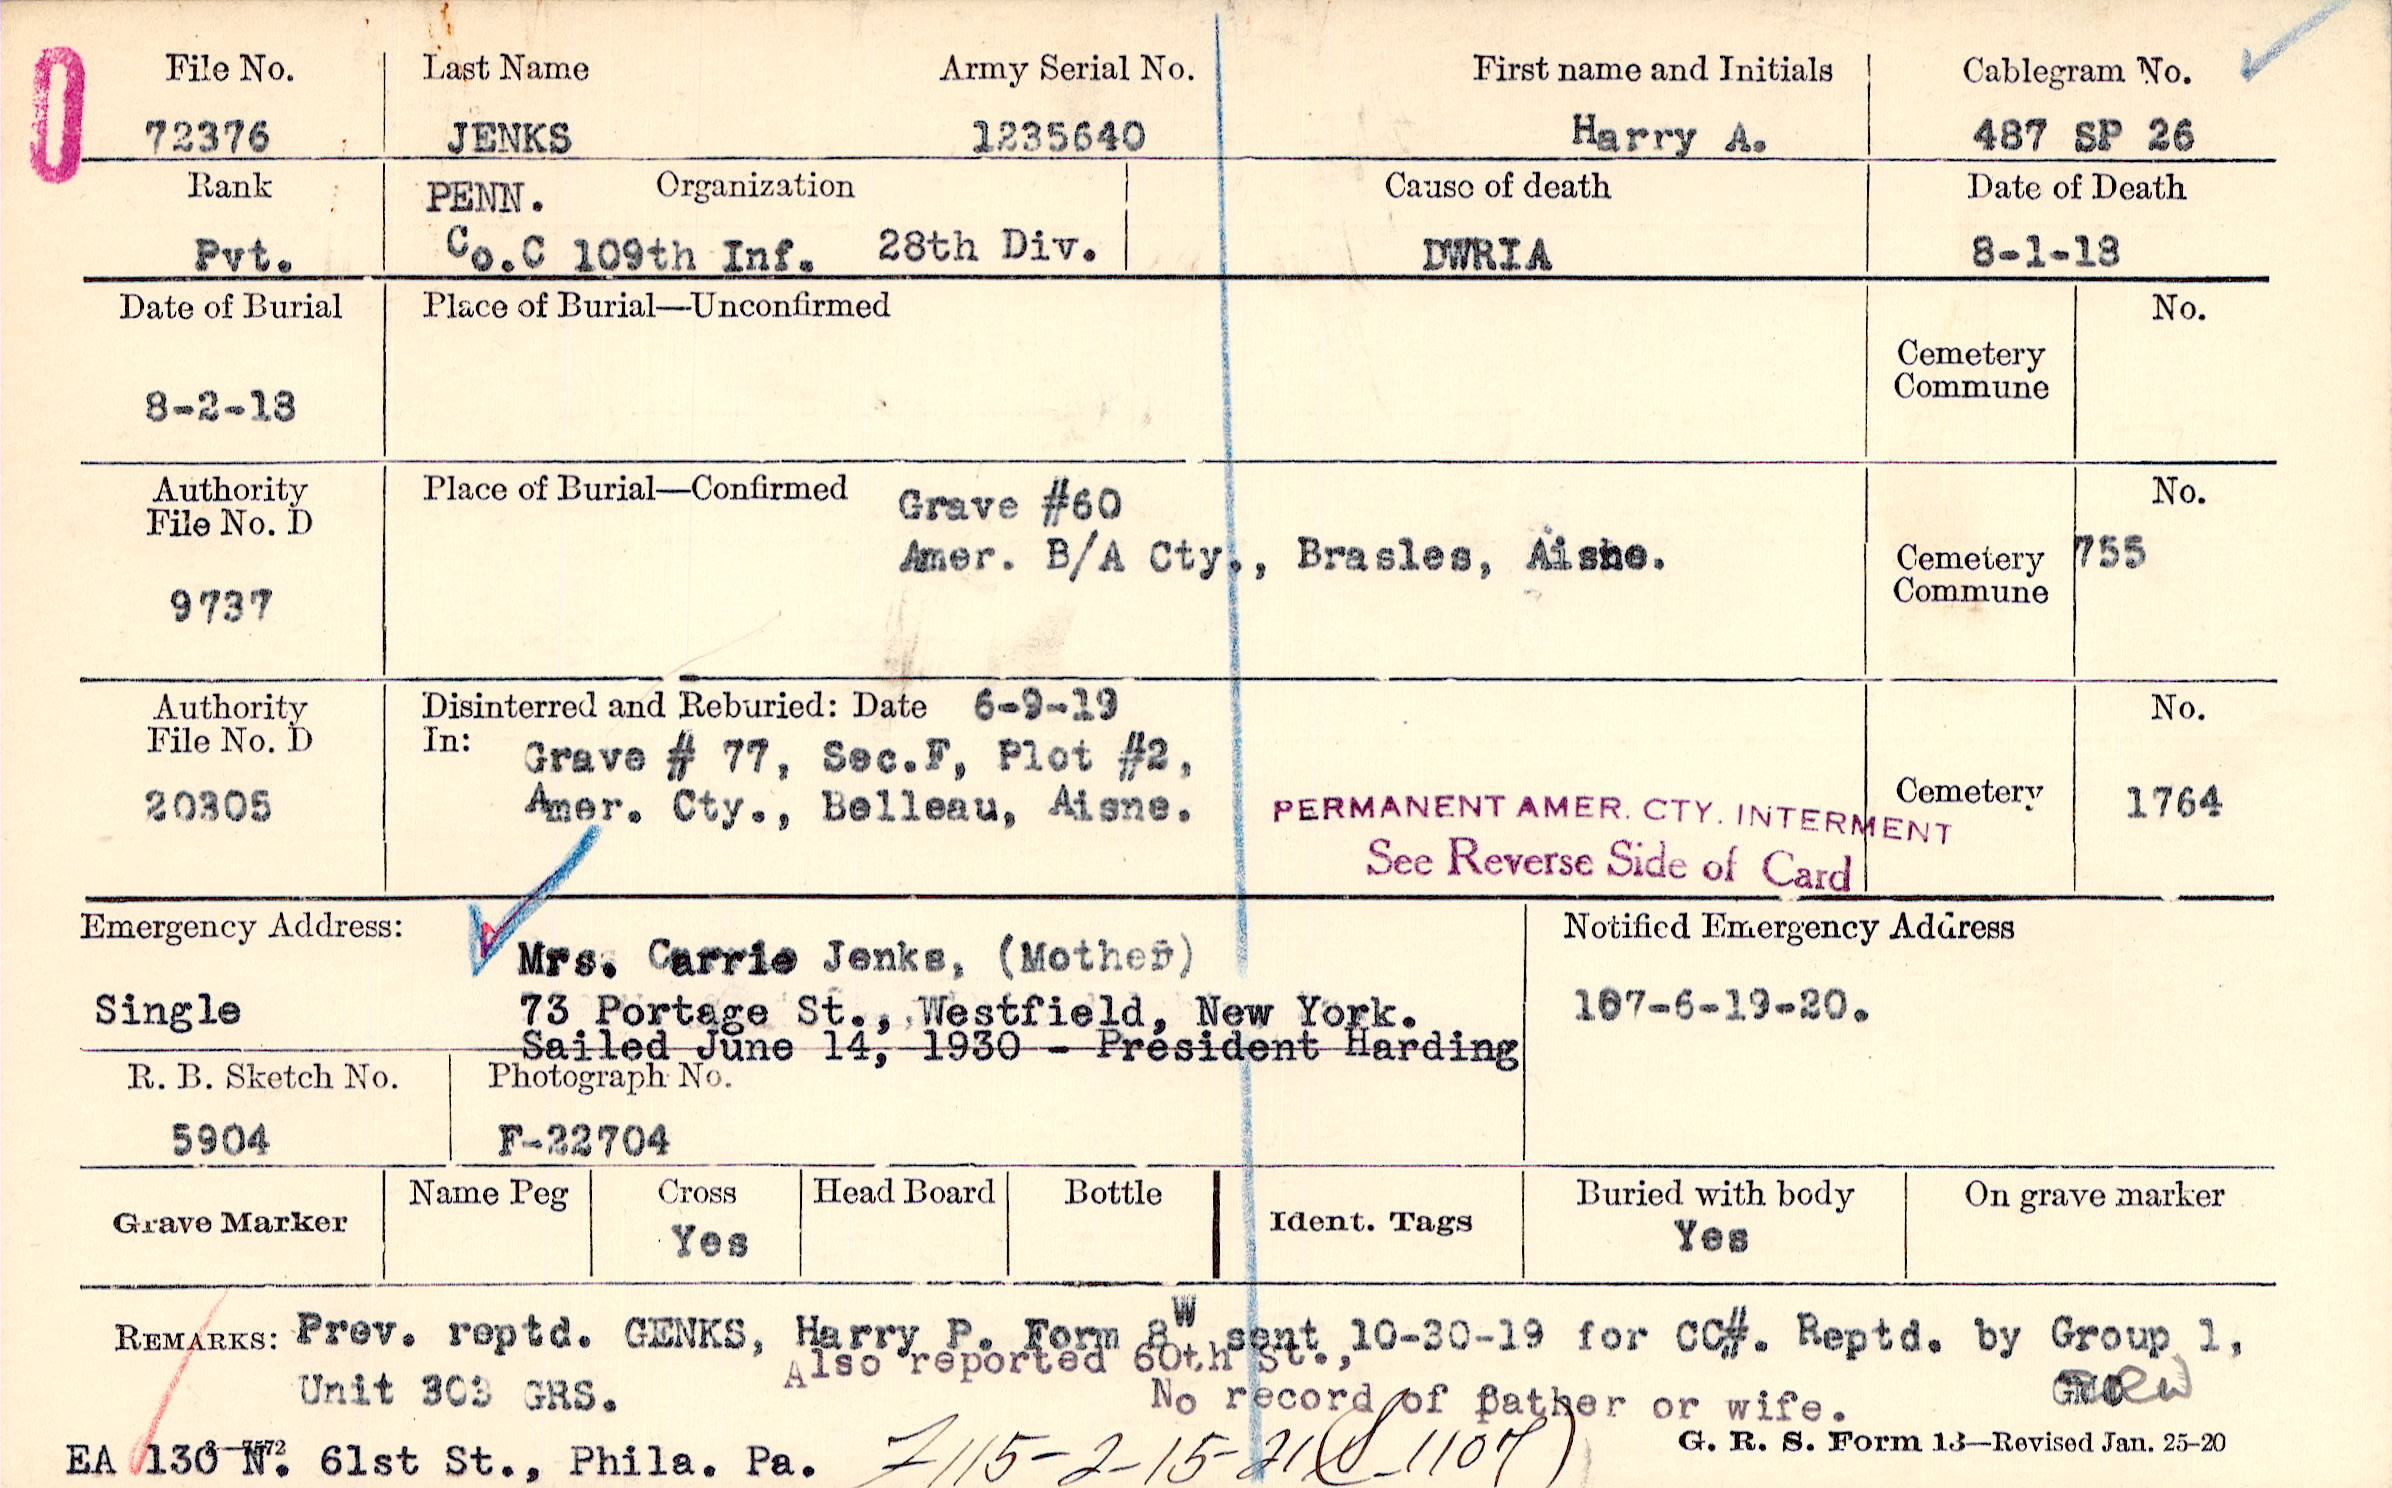 0
File No. Last Name Army Serial No. First name and Initials Cablegram No.
72376 JENKS 1235640 Harry A. 487 SP 26
Rank PENN. Organization Cause of death Date of Death
Pvt. Co.C 109th Inf. 28th Div. DWRIA 8-1-18
Date of Burial Place of Burial—Unconfirmed No.
Cemetery
Commune
8-2-18
Authority Place of Burial—Confirmed Grave #60 No.
File No. D
Amer. B/A Cty., Brasles, Aisne. Cemetery 755
9737 Commune
Authority Disinterred and Reburied: Date 6-9-19 No.
File No. D In: Grave # 77, Sec.F, Plot #2,
20305 Amer. Cty., Belleau, Aisne. Cemetery 1764
PERMANENT AMER. CTY. INTERMENT
See Reverse Side of Card
Emergency Address: Notified Emergency Address
Mrs. Carrie Jenks, (Mother)
Single 73 Portage St., Westfield, New York. 107-6-19-20.
Sailed June 14, 1930 - President Harding
R. B. Sketch No. Photograph No.
5904 F-22704
Grave Marker Name Peg Cross Head Board Bottle Ident. Tags Buried with body On grave marker
Yes Yes
REMARKS: Prev. reptd. GENKS, Harry P. Form 8W sent 10-30-19 for CC#. Reptd. by Group 1,
Also reported 60th St.,
Unit 303 GRS. No record of father or wife.
EA 130 N. 61st St., Phila. Pa. 7115-2-15-21 (S-1107)
G. R. S. Form 13—Revised Jan. 25-20